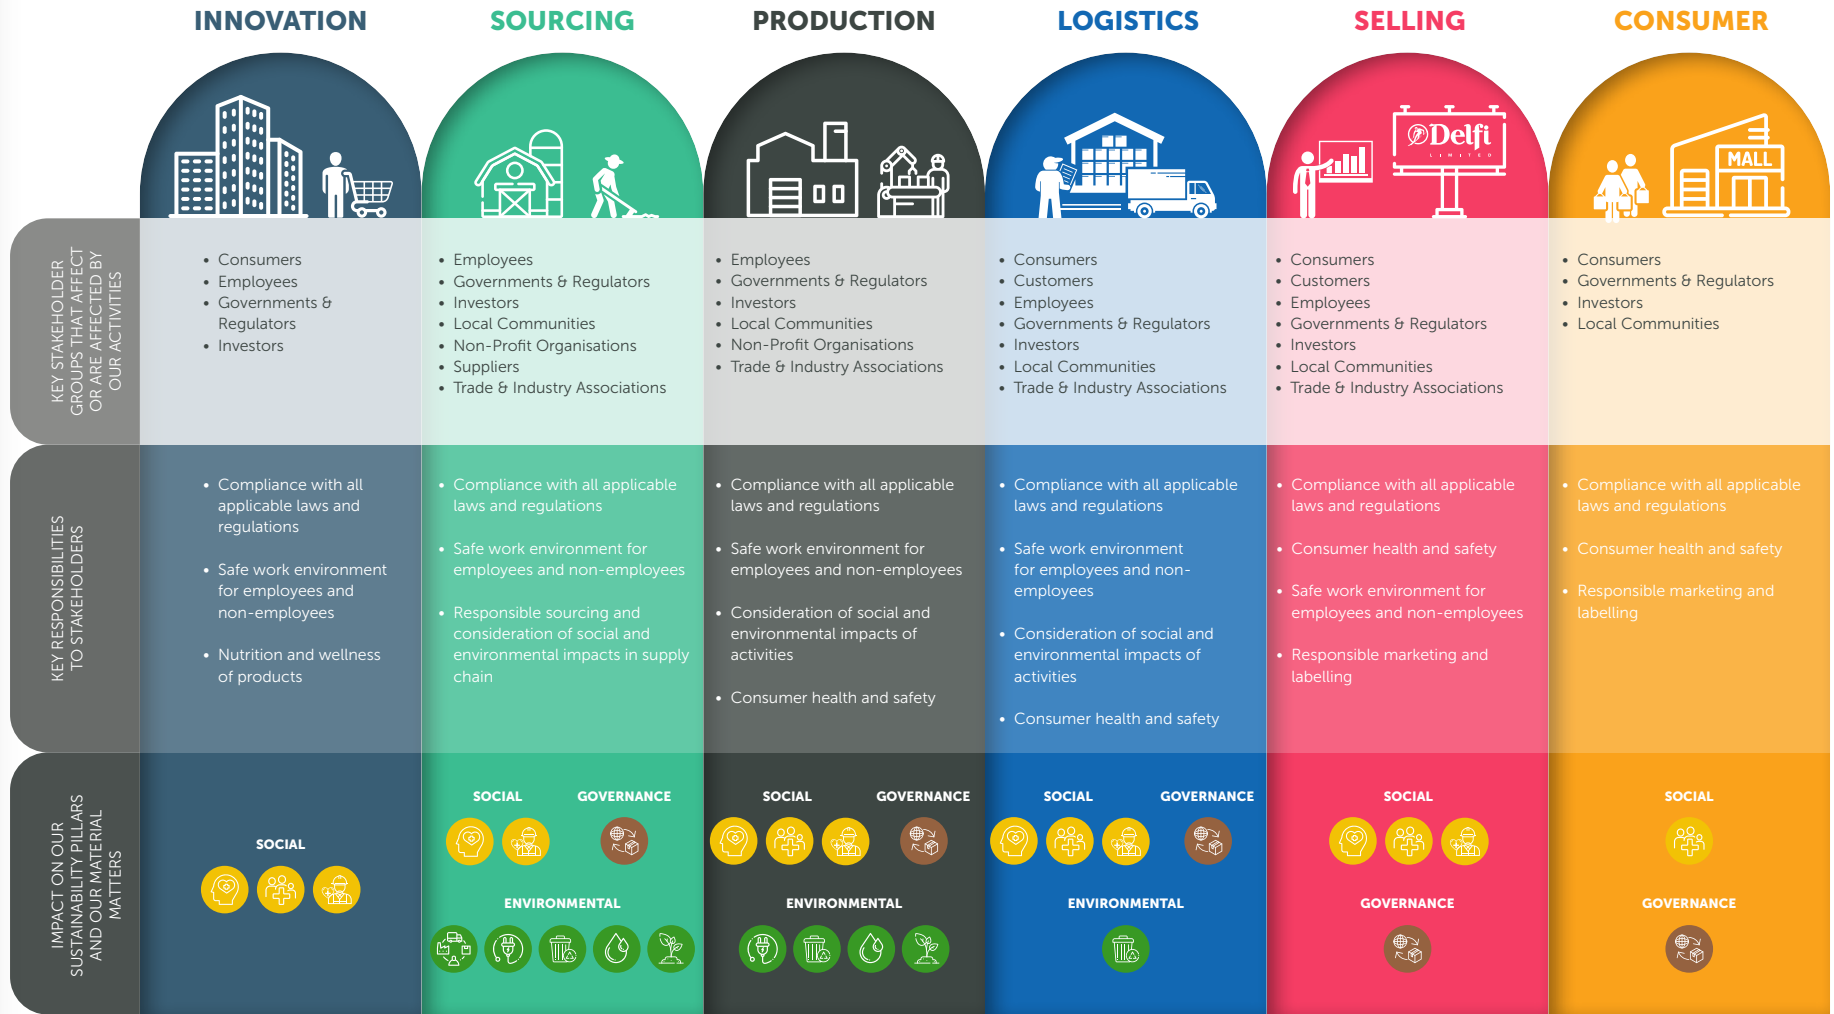 INNOVATION
SOURCING
PRODUCTION
LOGISTICS
SELLING
CONSUMER
Delfi
LIMITED
MALL
KEY STAKEHOLDER
GROUPS THAT AFFECT
OR ARE AFFECTED BY
OUR ACTIVITIES
• Consumers
• Employees
• Governments &
Regulators
• Investors
• Employees
• Governments & Regulators
• Investors
• Local Communities
• Non-Profit Organisations
• Suppliers
• Trade & Industry Associations
• Employees
• Governments & Regulators
• Investors
• Local Communities
• Non-Profit Organisations
• Trade & Industry Associations
• Consumers
• Customers
• Employees
• Governments & Regulators
• Investors
• Local Communities
• Trade & Industry Associations
• Consumers
• Customers
• Employees
• Governments & Regulators
• Investors
• Local Communities
• Trade & Industry Associations
• Consumers
• Governments & Regulators
• Investors
• Local Communities
KEY RESPONSIBILITIES
TO STAKEHOLDERS
• Compliance with all
applicable laws and
regulations
• Safe work environment
for employees and
non-employees
• Nutrition and wellness
of products
• Compliance with all applicable
laws and regulations
• Safe work environment for
employees and non-employees
• Responsible sourcing and
consideration of social and
environmental impacts in supply
chain
• Compliance with all applicable
laws and regulations
• Safe work environment for
employees and non-employees
• Consideration of social and
environmental impacts of
activities
• Consumer health and safety
• Compliance with all applicable
laws and regulations
• Safe work environment
for employees and non-
employees
• Consideration of social and
environmental impacts of
activities
• Consumer health and safety
• Compliance with all applicable
laws and regulations
• Consumer health and safety
• Safe work environment for
employees and non-employees
• Responsible marketing and
labelling
• Compliance with all applicable
laws and regulations
• Consumer health and safety
• Responsible marketing and
labelling
IMPACT ON OUR
SUSTAINABILITY PILLARS
AND OUR MATERIAL
MATTERS
SOCIAL
SOCIAL
GOVERNANCE
ENVIRONMENTAL
SOCIAL
GOVERNANCE
ENVIRONMENTAL
SOCIAL
GOVERNANCE
ENVIRONMENTAL
SOCIAL
GOVERNANCE
SOCIAL
GOVERNANCE